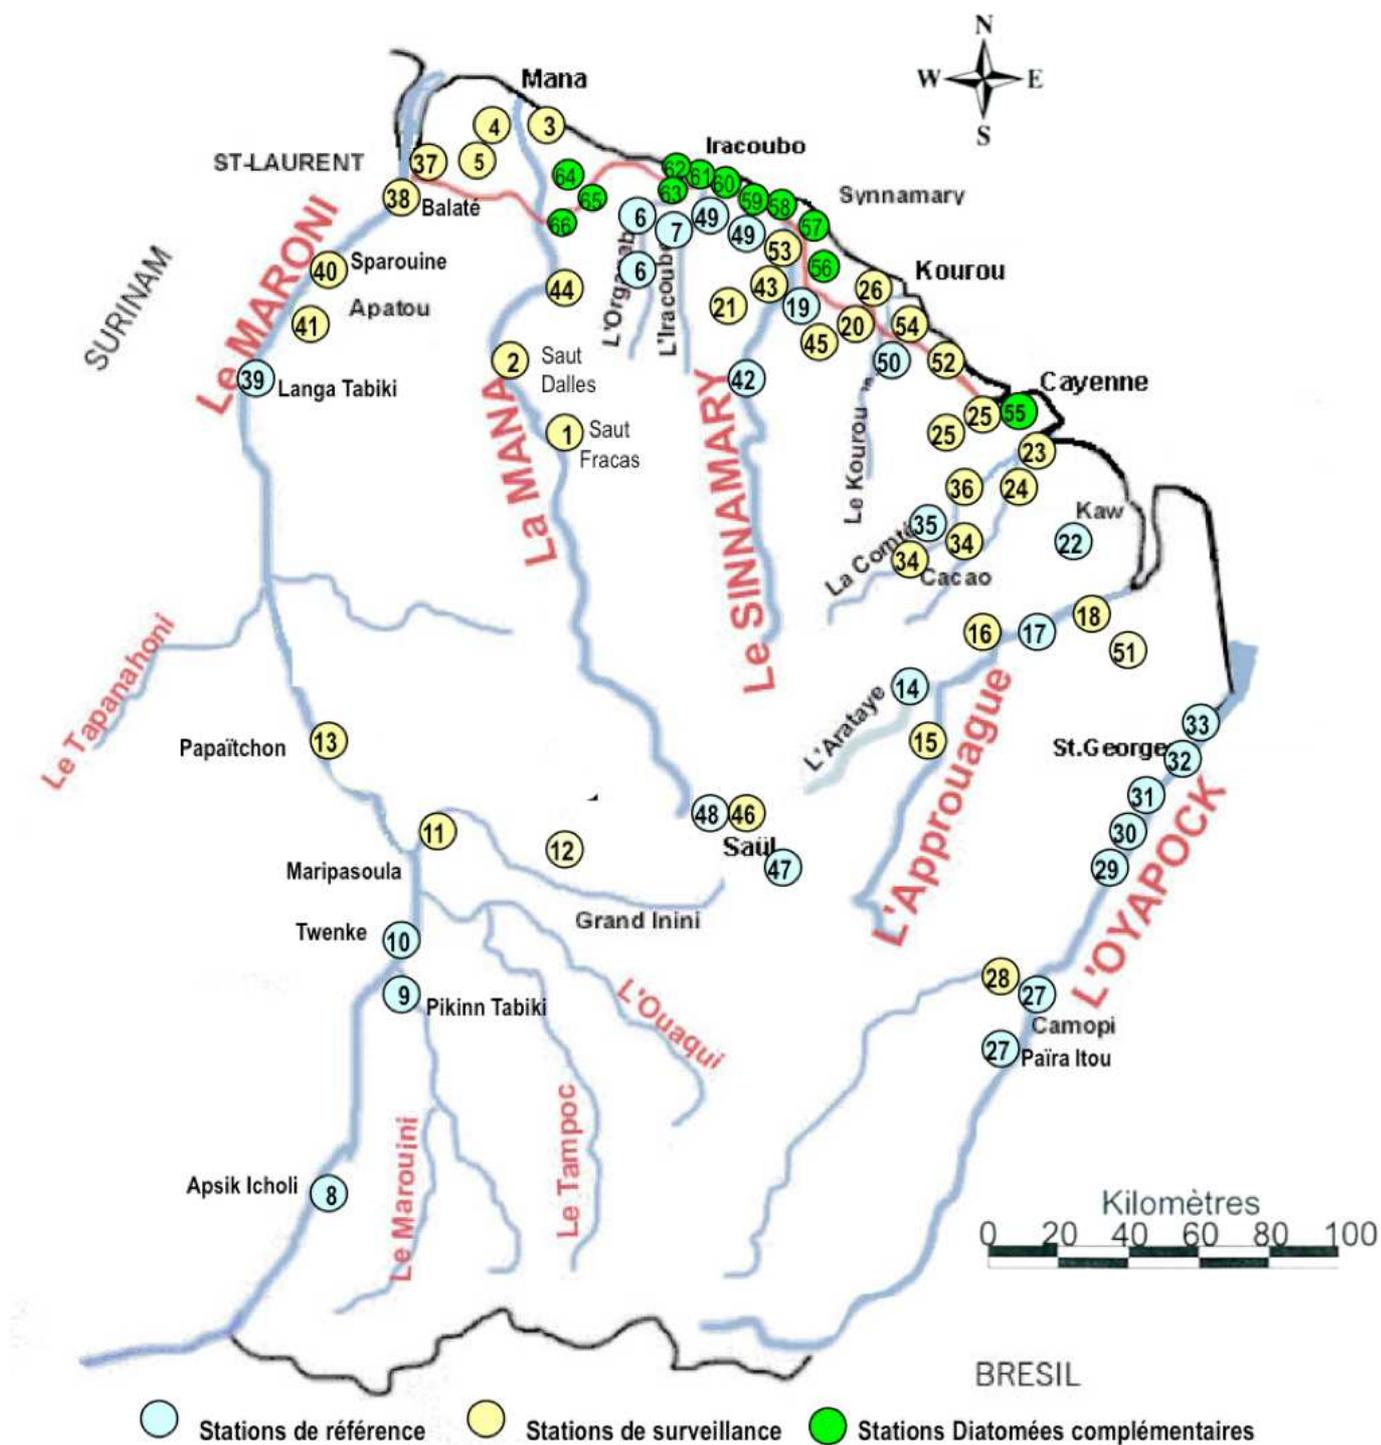 N
W E
S
Mana
4 3
Iracoubo
ST-LAURENT
37 5
62 61 60
64 63
65
59 58
Synnamary
38
Balaté
66
6 7 49 49
57
53
56
SURINAM
Le MARONI
40 Sparouine
L'Organab
6
L'Iracoubo
43
Kourou
44
21
19
26
41
Apatou
45
20
54
2
Saut
Dalles
50
52
39
Langa Tabiki
42
Cayenne
La MANA
1
Saut
Fracas
Le SINNAMARY
Le Kourou
25
25
55
23
36 24
Kaw
35
La Comté
34
34
22
Cacao
Le Tapanahoni
16 17 18
51
14
L'Arataye
15
L'Approuague
33
Papaïtchon
13
St.George
32
31
48 46
Saül
47
30
29
11
12
Maripasoula
Grand Inini
L'OYAPOCK
Twenke
10
9
Pikinn Tabiki
L'Ouaqui
28
27
Camopi
27
Païra Itou
Le Tampoc
Le Marouini
Apsik Icholi
8
Kilomètres
0 20 40 60 80 100
BRESIL
Stations de référence
Stations de surveillance
Stations Diatomées complémentaires